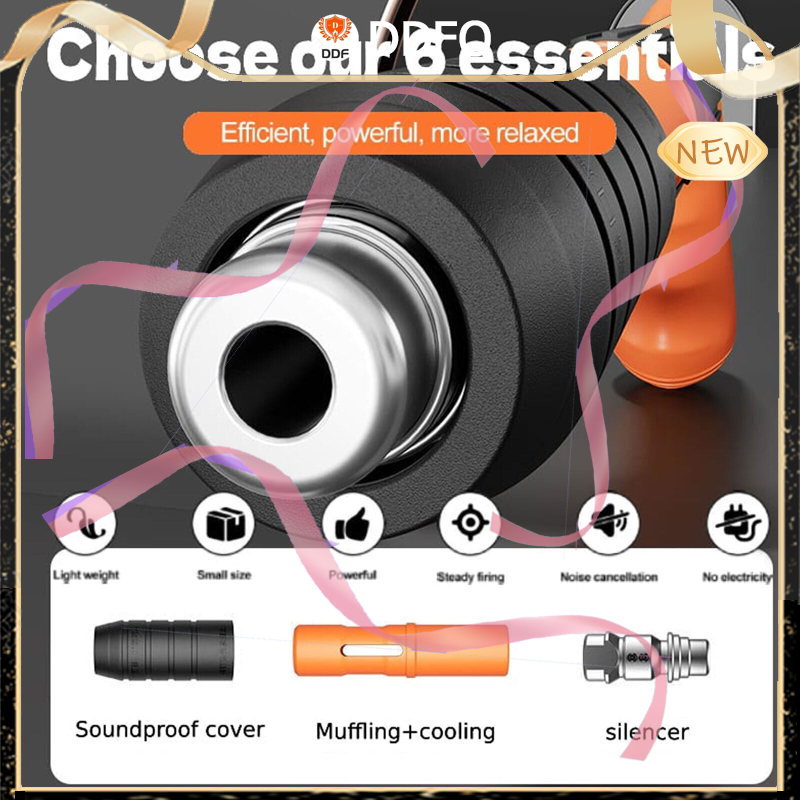 DDFO
DDF
Choose our 6 essentials
Efficient, powerful, more relaxed
NEW
Light weight
Small size
Powerful
Steady firing
Noise cancellation
No electricity
Soundproof cover
Muffling+cooling
silencer